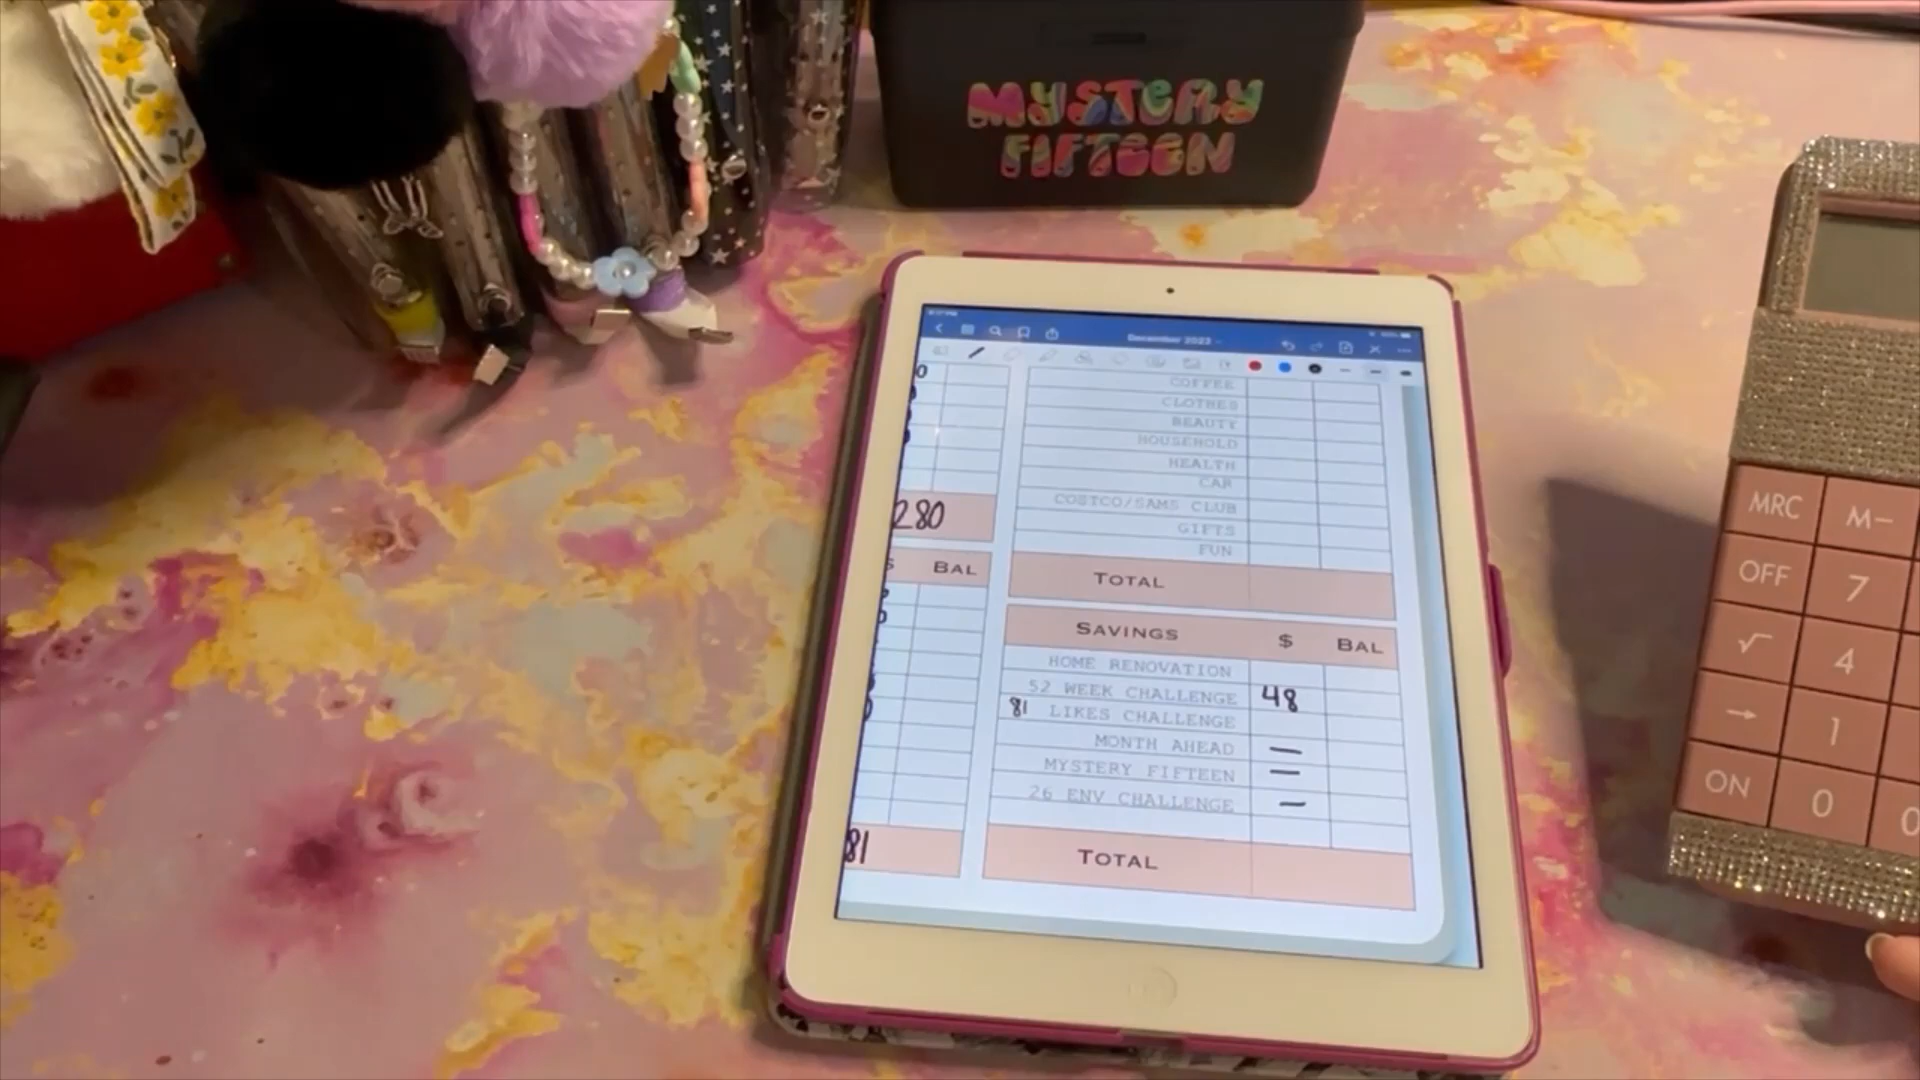 MYSTERY
FIFTEEN
December 2023
0
280
$ BAL
81
COFFEE
CLOTHES
BEAUTY
HOUSEHOLD
HEALTH
CAR
COSTCO/SAMS CLUB
GIFTS
FUN
TOTAL
SAVINGS $ BAL
HOME RENOVATION
52 WEEK CHALLENGE 48
81 LIKES CHALLENGE
MONTH AHEAD —
MYSTERY FIFTEEN —
26 ENV CHALLENGE —
TOTAL
MRC M−
OFF 7
√ 4
→ 1
ON 0 0